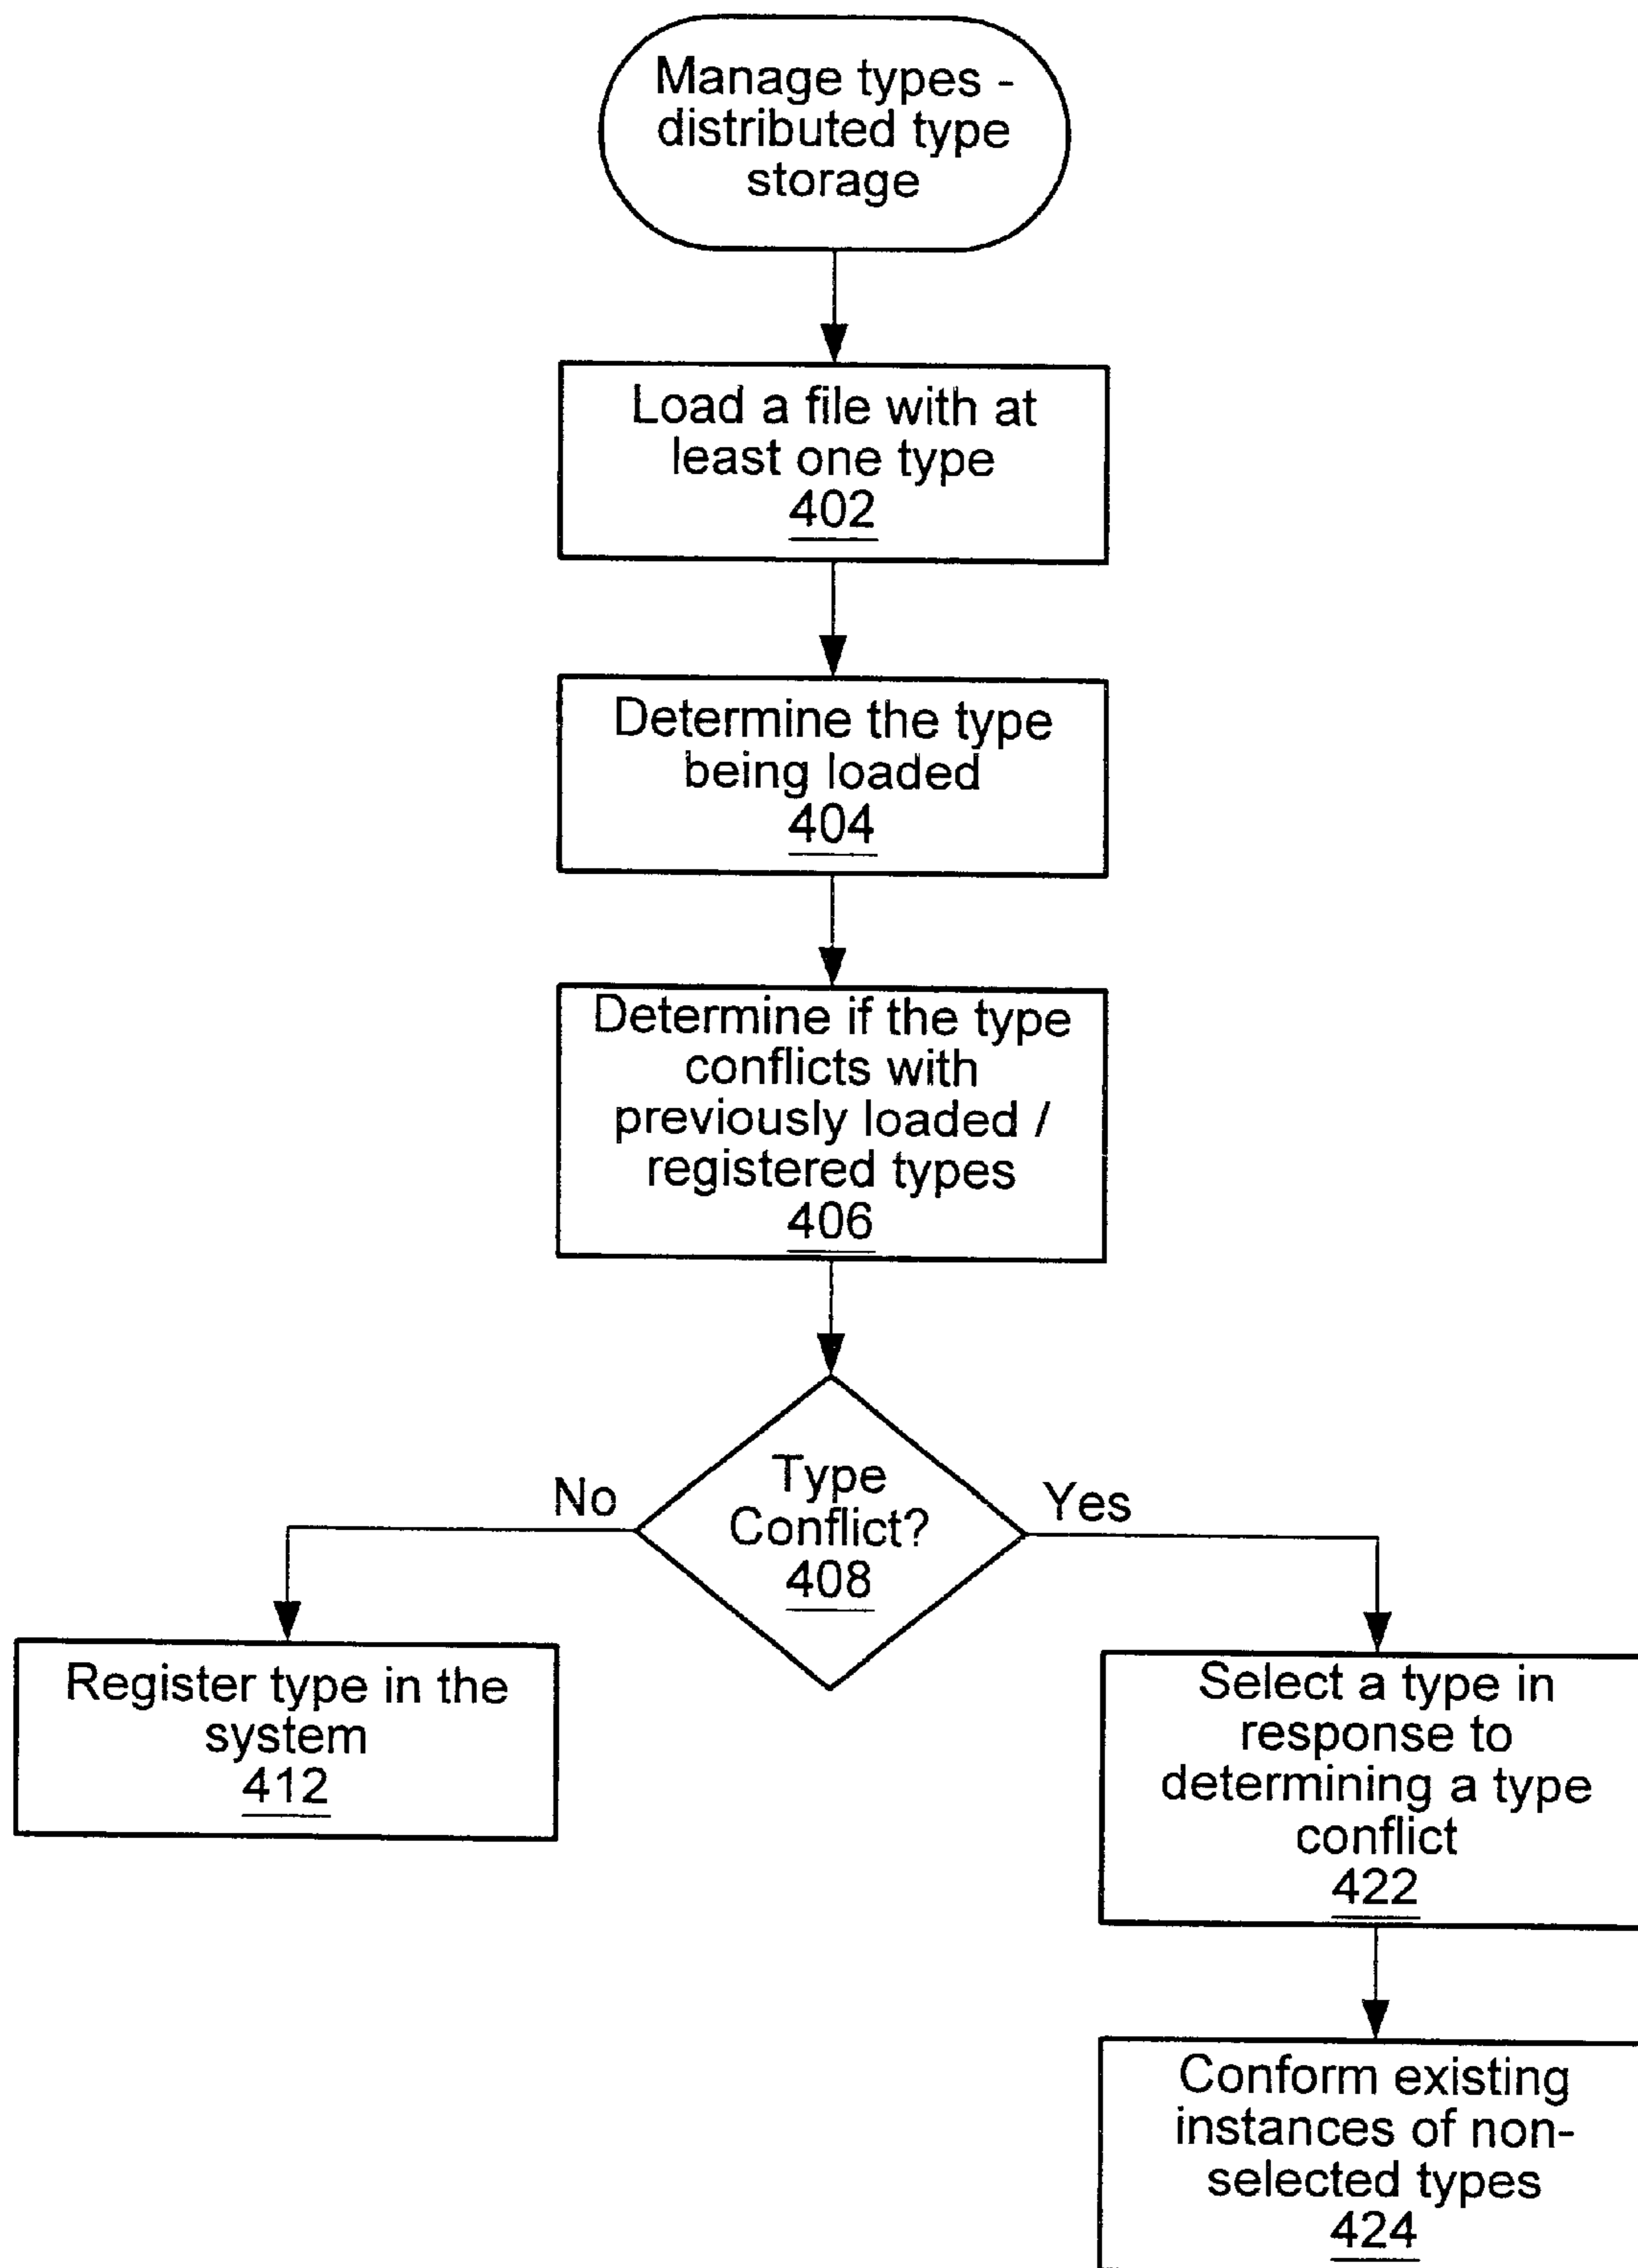 Manage types -
distributed type
storage
Load a file with at
least one type
402
Determine the type
being loaded
404
Determine if the type
conflicts with
previously loaded /
registered types
406
Type
Conflict?
408
No
Yes
Register type in the
system
412
Select a type in
response to
determining a type
conflict
422
Conform existing
instances of non-
selected types
424